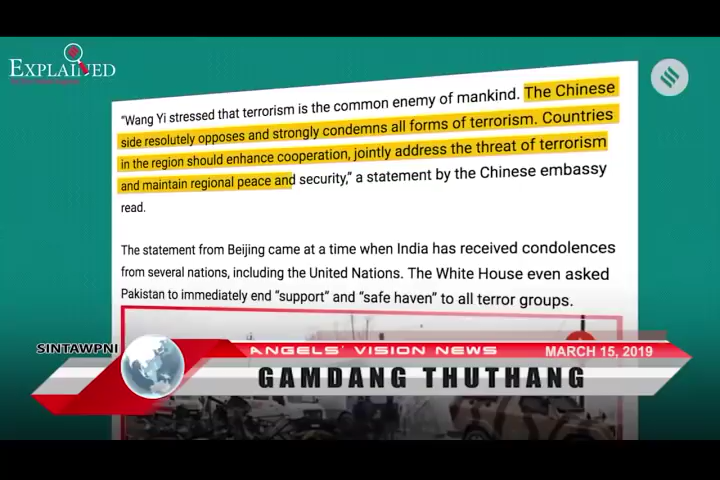 EXPLAINED
“Wang Yi stressed that terrorism is the common enemy of mankind. The Chinese
side resolutely opposes and strongly condemns all forms of terrorism. Countries
in the region should enhance cooperation, jointly address the threat of terrorism
and maintain regional peace and security,” a statement by the Chinese embassy
read.
The statement from Beijing came at a time when India has received condolences
from several nations, including the United Nations. The White House even asked
Pakistan to immediately end “support” and “safe haven” to all terror groups.
SINTAWPNI
ANGELS' VISION NEWS
MARCH 15, 2019
GAMDANG THUTHANG